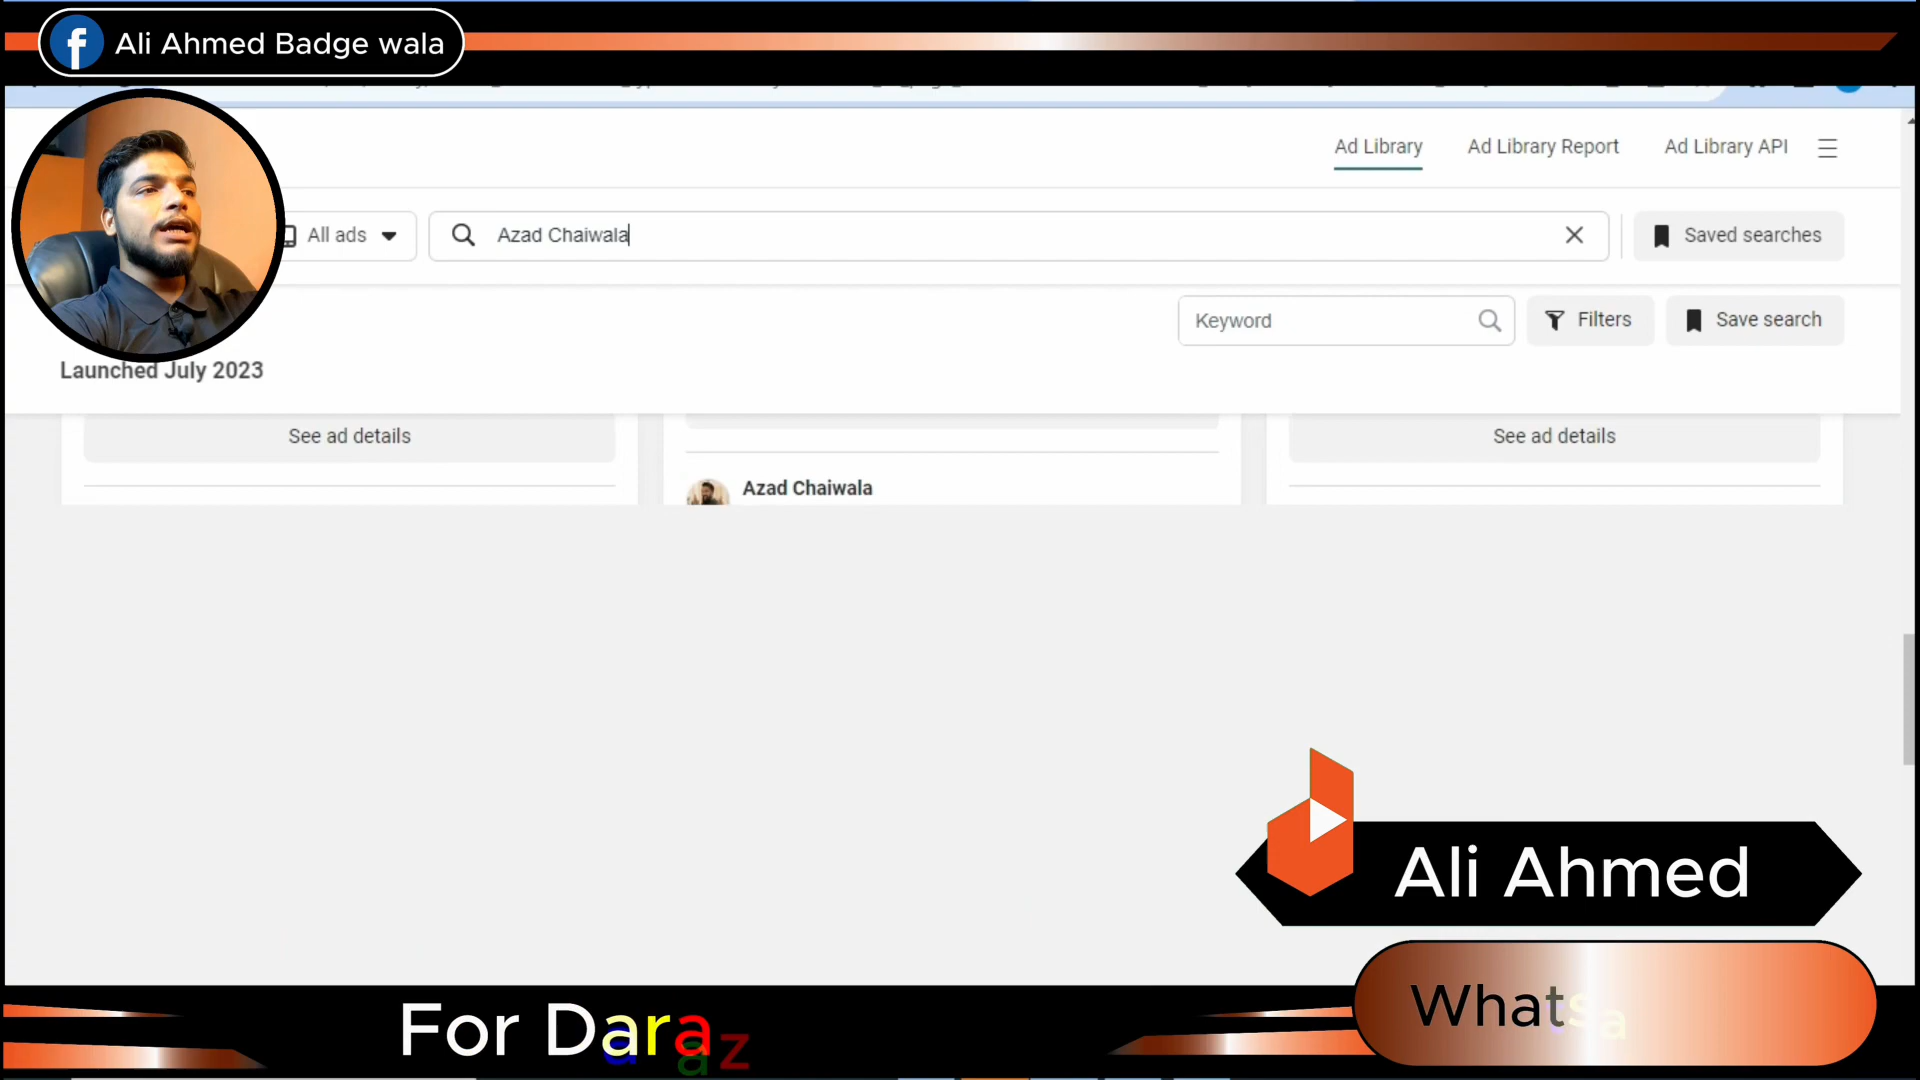 Ali Ahmed Badge wala
Ad Library
Ad Library Report
Ad Library API
All ads
Azad Chaiwala
Saved searches
Keyword
Filters
Save search
Launched July 2023
See ad details
See ad details
Azad Chaiwala
Ali Ahmed
Whatsa
For Daraz